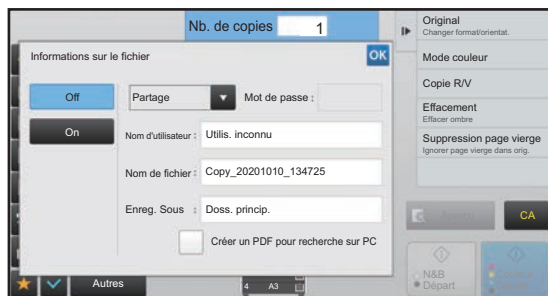 Nb. de copies 1
Informations sur le fichier OK
Off
On
Partage
Mot de passe :
Nom d'utilisateur : Utilis. inconnu
Nom de fichier : Copy_20201010_134725
Enreg. Sous : Doss. princip.
Créer un PDF pour recherche sur PC
Autres
4 A3
Original
Changer format/orientat.
Mode couleur
Copie R/V
Effacement
Effacer ombre
Suppression page vierge
Ignorer page vierge dans orig.
CA
N&B
Départ